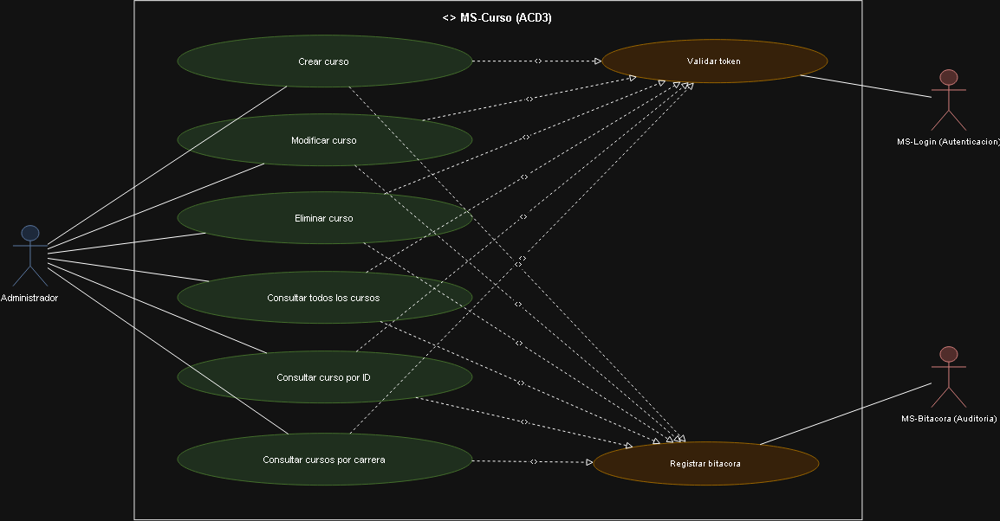 <> MS-Curso (ACD3)
Crear curso
<>
Validar token
<>
Modificar curso
<>
MS-Login (Autenticacion)
<>
Eliminar curso
<>
<>
<>
Administrador
Consultar todos los cursos
<>
<>
Consultar curso por ID
<>
MS-Bitacora (Auditoria)
<>
Consultar cursos por carrera
<>
Registrar bitacora